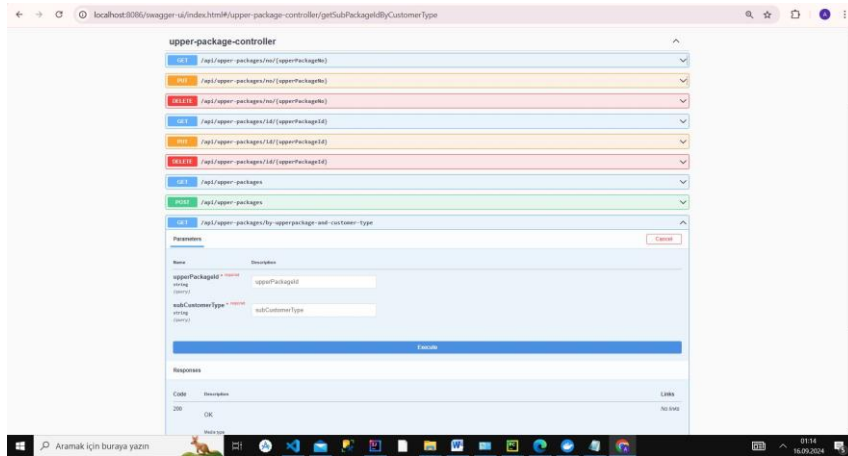 localhost:8086/swagger-ui/index.html#/upper-package-controller/getSubPackageIdByCustomerType
upper-package-controller
GET /api/upper-packages/no/{upperPackageNo}
PUT /api/upper-packages/no/{upperPackageNo}
DELETE /api/upper-packages/no/{upperPackageNo}
GET /api/upper-packages/id/{upperPackageId}
PUT /api/upper-packages/id/{upperPackageId}
DELETE /api/upper-packages/id/{upperPackageId}
GET /api/upper-packages
POST /api/upper-packages
GET /api/upper-packages/by-upperpackage-and-customer-type
Parameters Cancel
Name Description
upperPackageId * required
string
(query)
upperPackageId
subCustomerType * required
string
(query)
subCustomerType
Execute
Responses
Code Description Links
200 No links
OK
Media type
Aramak için buraya yazın
01:14
16.09.2024